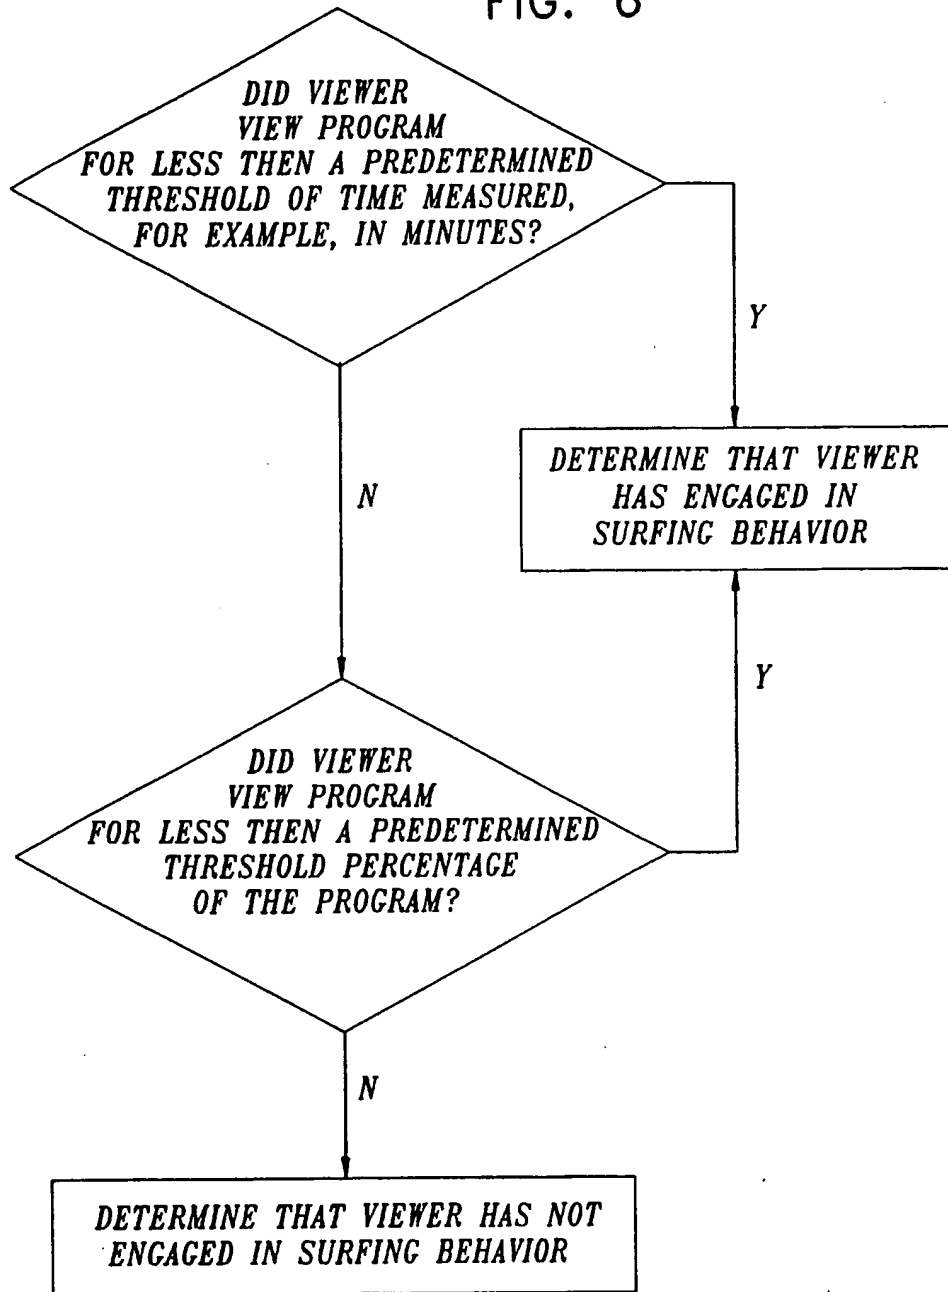 FIG. 6
DID VIEWER
VIEW PROGRAM
FOR LESS THEN A PREDETERMINED
THRESHOLD OF TIME MEASURED,
FOR EXAMPLE, IN MINUTES?
Y
DETERMINE THAT VIEWER
HAS ENGAGED IN
SURFING BEHAVIOR
N
Y
DID VIEWER
VIEW PROGRAM
FOR LESS THEN A PREDETERMINED
THRESHOLD PERCENTAGE
OF THE PROGRAM?
N
DETERMINE THAT VIEWER HAS NOT
ENGAGED IN SURFING BEHAVIOR